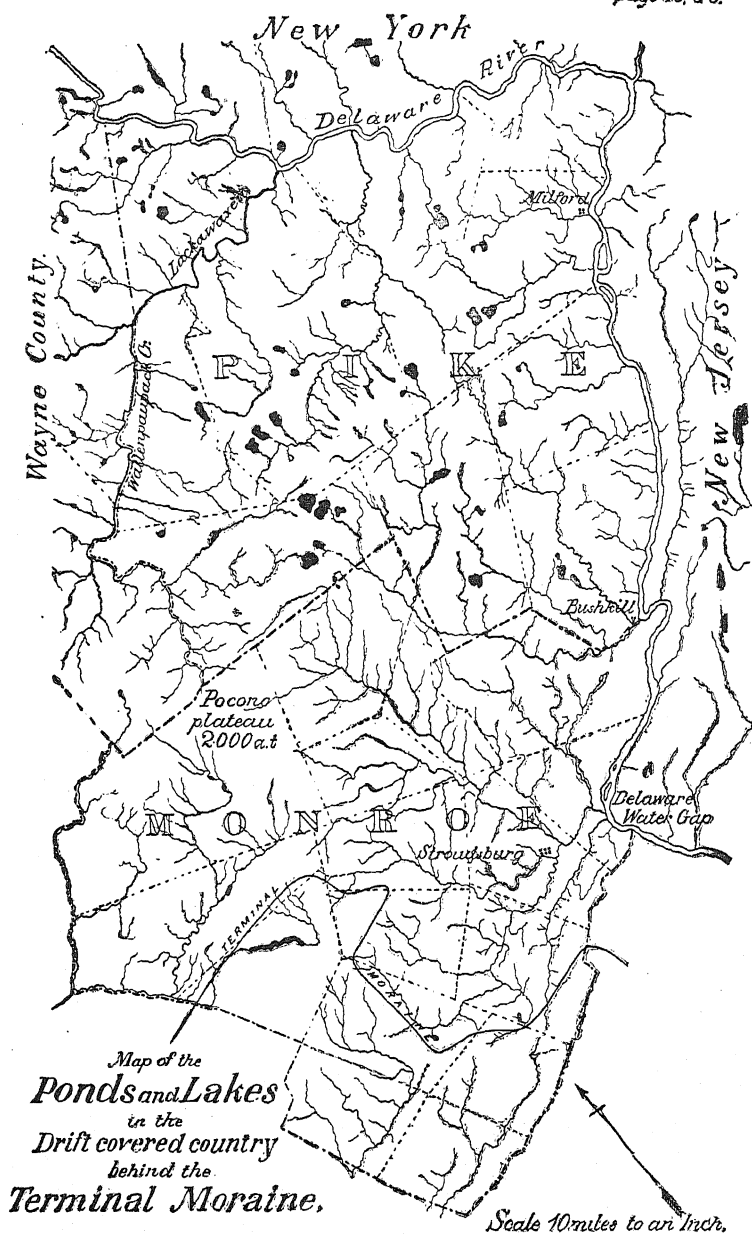 New York
Delaware River
Milford
Lackawaxen
Wayne County.
New Jersey
PIKE
Wallenpaupack Cr.
Bushkill
Pocono
plateau
2000 a.t
Delaware
Water Gap
MONROE
Stroudsburg
TERMINAL
MORAINE
Map of the
Ponds and Lakes
in the
Drift covered country
behind the
Terminal Moraine.
Scale 10 miles to an Inch.